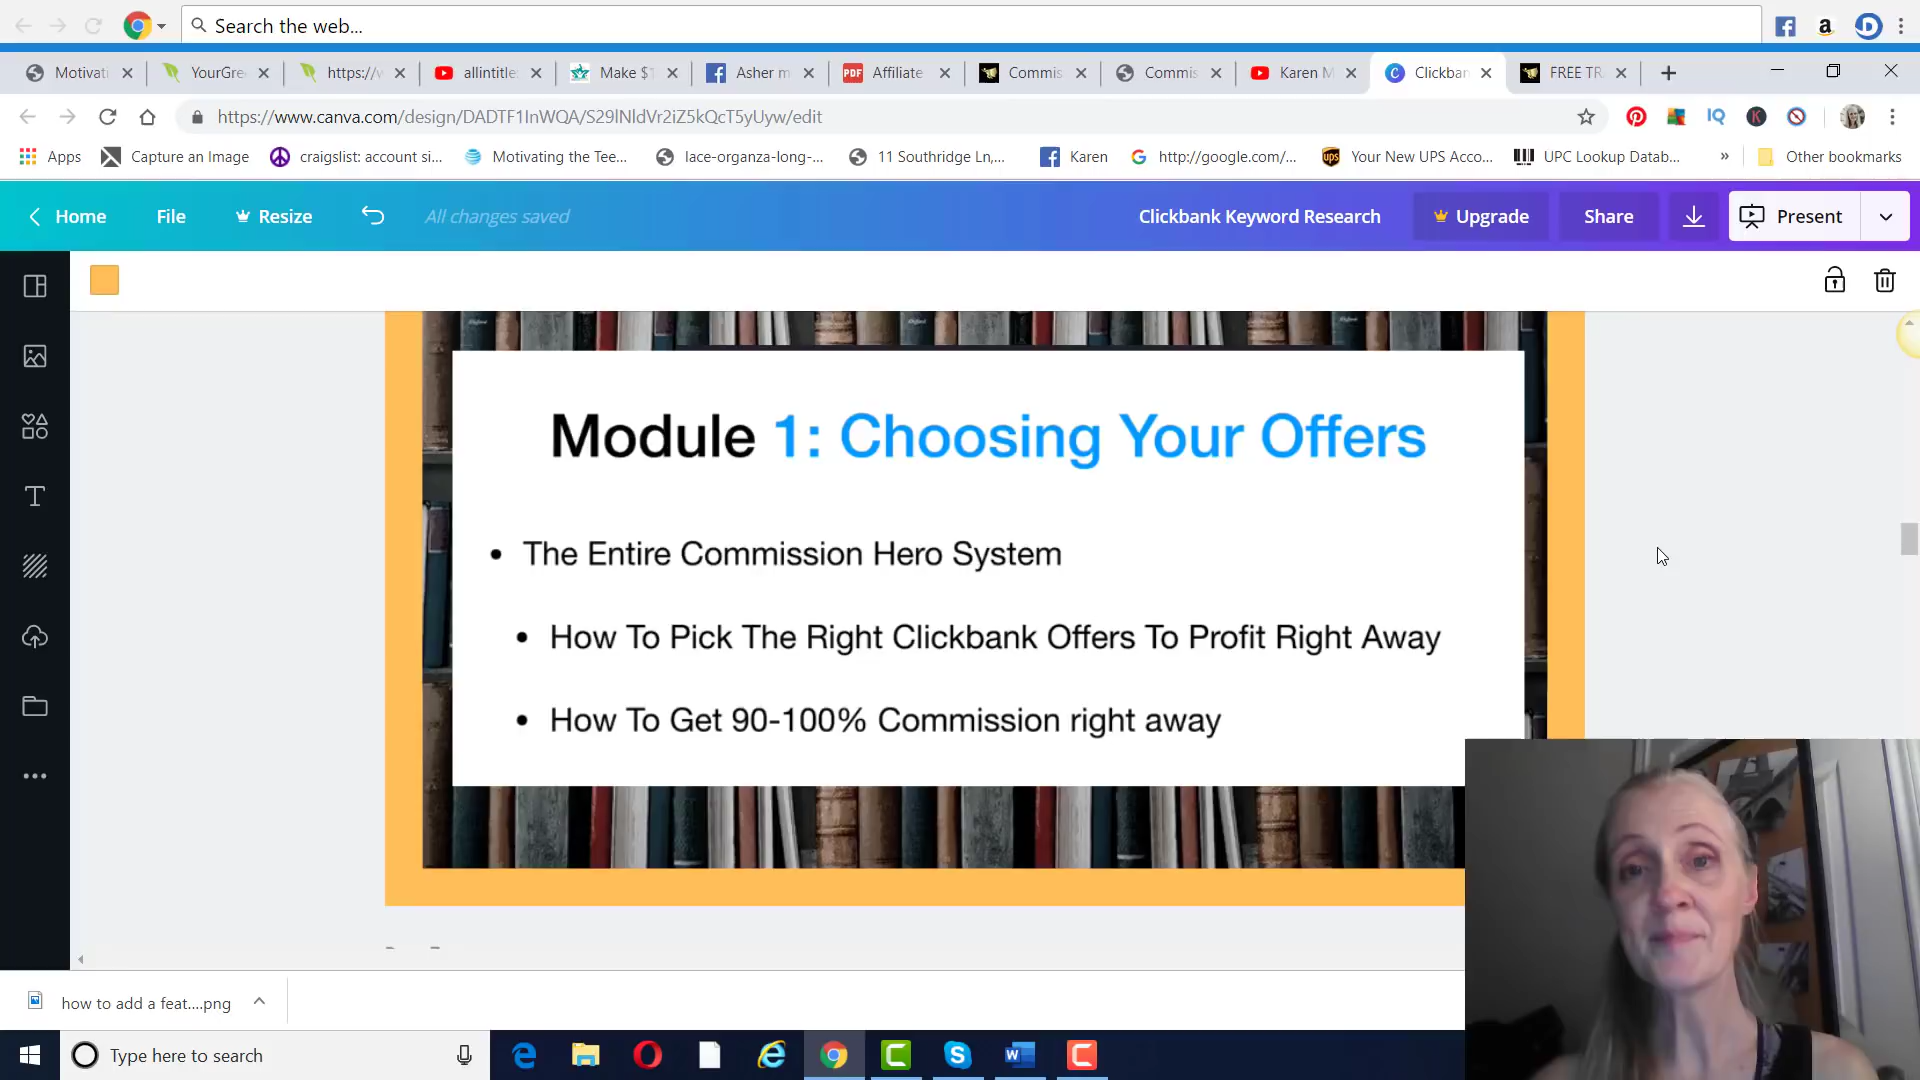 Search the web...
Motivati
YourGre
https://w
allintitle
Make $1
Asher m
PDF
Affiliate
Commis
Commis
Karen M
Clickban
FREE TR
https://www.canva.com/design/DADTF1InWQA/S29lNldVr2iZ5kQcT5yUyw/edit
Apps
Capture an Image
craigslist: account si...
Motivating the Tee...
lace-organza-long-...
11 Southridge Ln,...
Karen
http://google.com/...
Your New UPS Acco...
UPC Lookup Datab...
» Other bookmarks
Home
File
Resize
All changes saved
Clickbank Keyword Research
Upgrade
Share
Present
Module 1: Choosing Your Offers
• The Entire Commission Hero System
• How To Pick The Right Clickbank Offers To Profit Right Away
• How To Get 90-100% Commission right away
how to add a feat....png
Type here to search